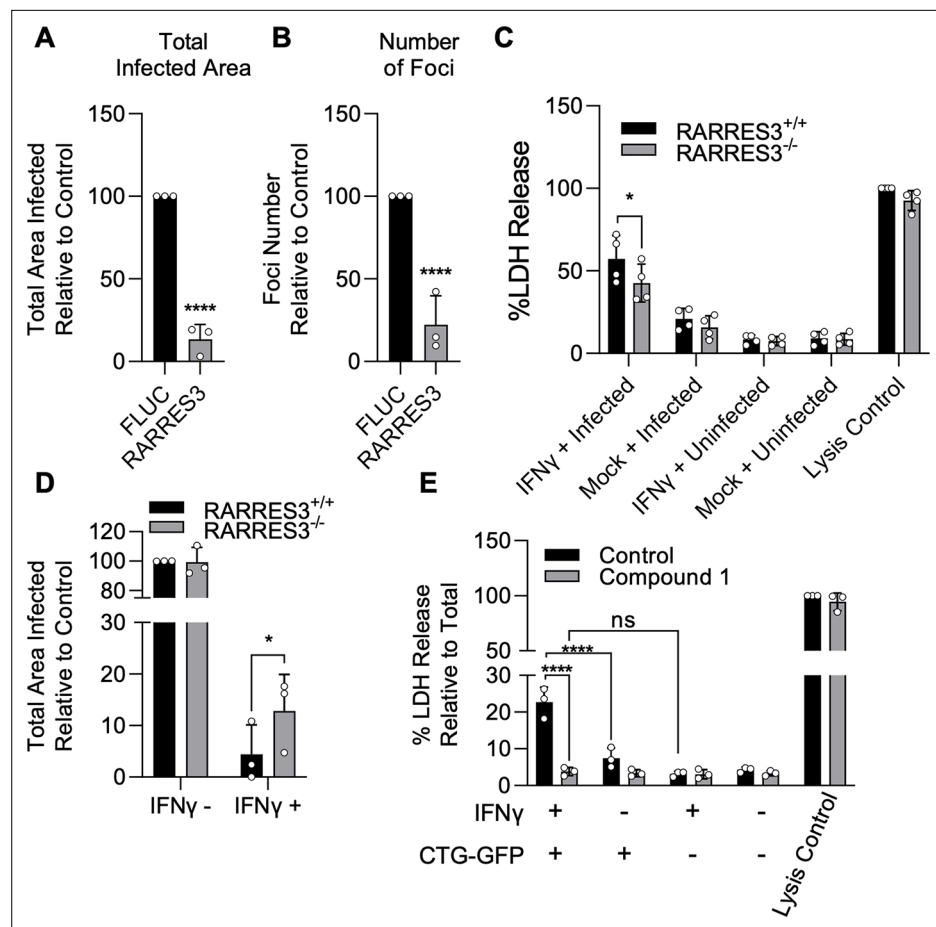 A
Total
Infected Area
Total Area Infected
Relative to Control
150
100
50
0
****
FLUC
RARRES3
B
Number
of Foci
Foci Number
Relative to Control
150
100
50
0
****
FLUC
RARRES3
C
%LDH Release
150
100
50
0
RARRES3+/+
RARRES3-/-
*
IFNγ + Infected
Mock + Infected
IFNγ + Uninfected
Mock + Uninfected
Lysis Control
D
RARRES3+/+
RARRES3-/-
Total Area Infected
Relative to Control
120
100
80
30
20
10
0
*
IFNγ -
IFNγ +
E
Control
Compound 1
% LDH Release
Relative to Total
150
100
50
30
20
10
0
ns
****
****
IFNγ + - + -
CTG-GFP + + - -
Lysis Control